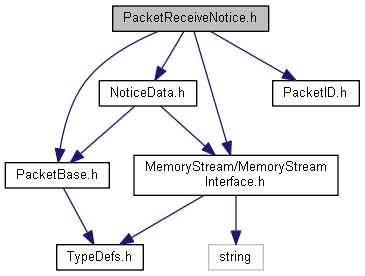 PacketReceiveNotice.h
NoticeData.h
PacketID.h
PacketBase.h
MemoryStream/MemoryStream
Interface.h
TypeDefs.h
string